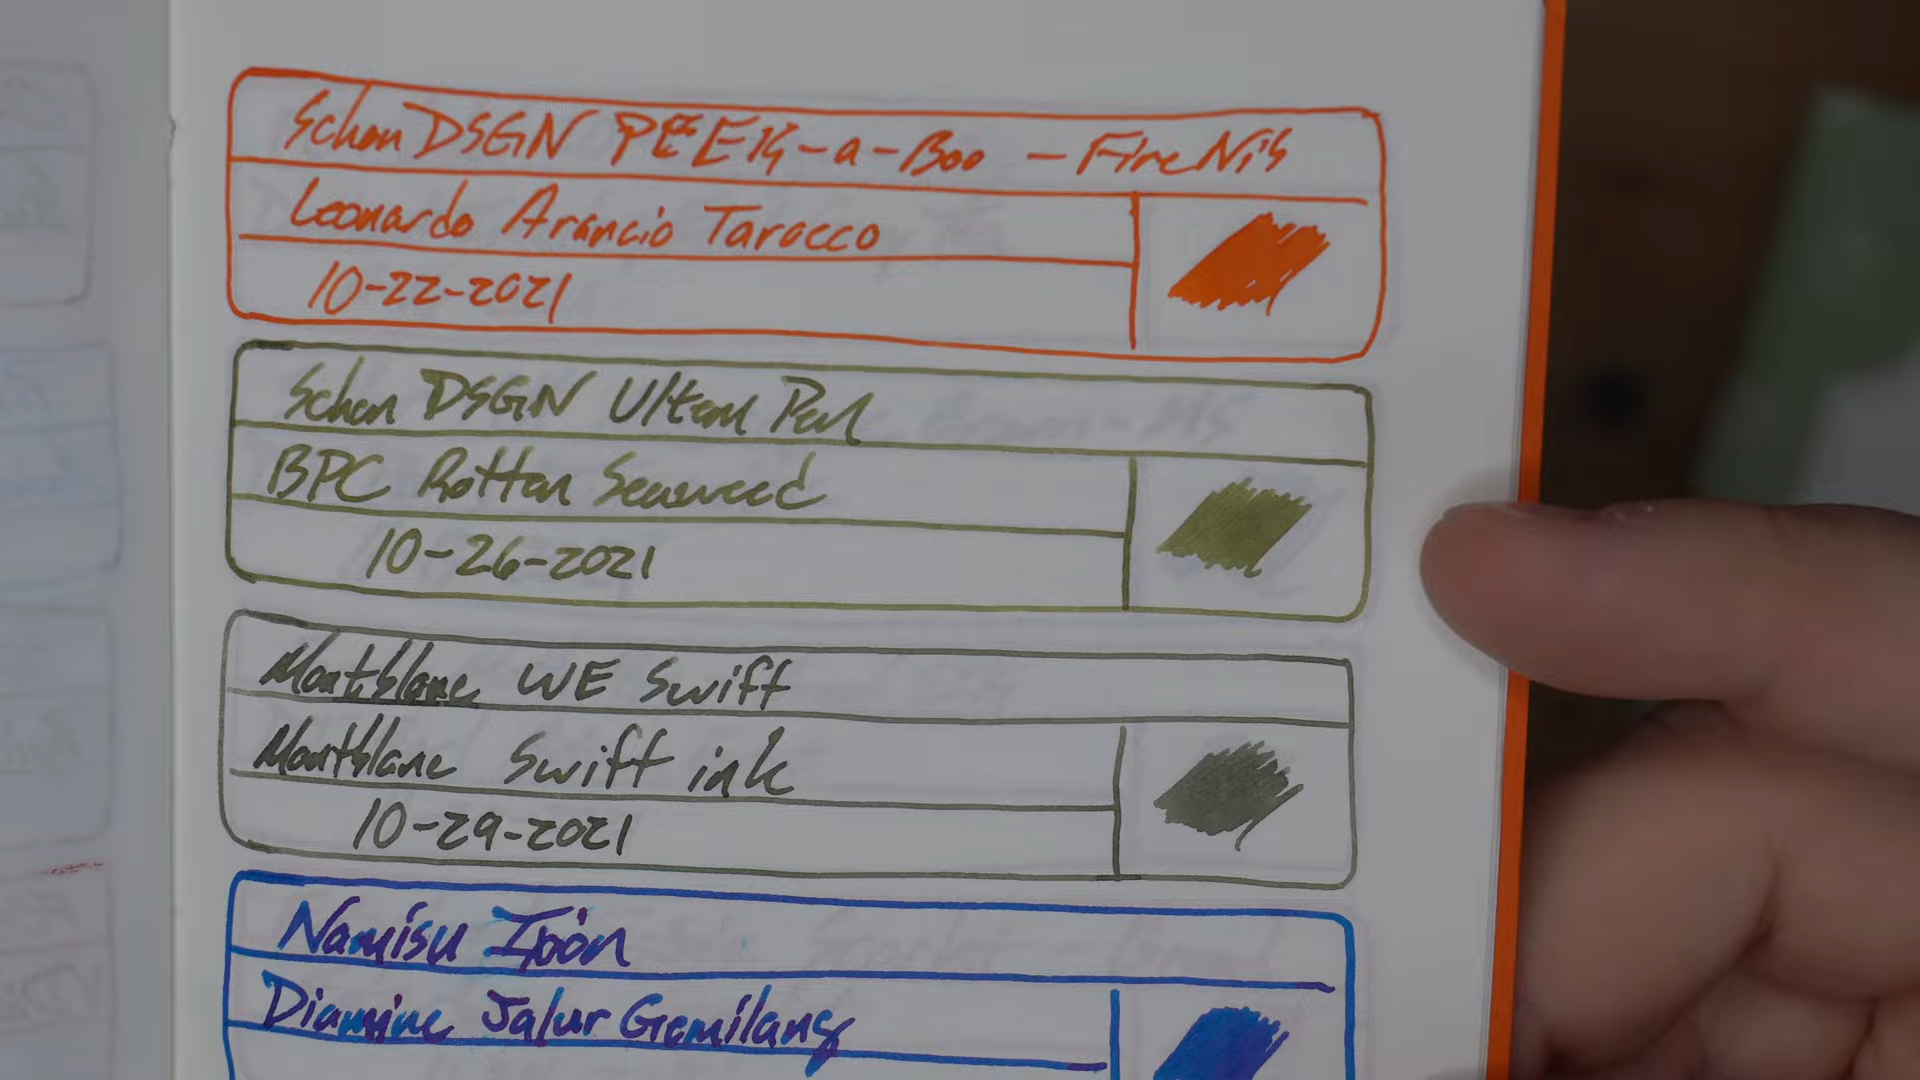 Schon DSGN PEEK-a-Boo - Fire Nib
Leonardo Arancio Tarocco
10-22-2021
Schon DSGN Ultem Pen
BPC Rotten Seaweed
10-26-2021
Montblanc WE Swift
Montblanc Swift ink
10-29-2021
Namisu Ixion
Diamine Jalur Gemilang